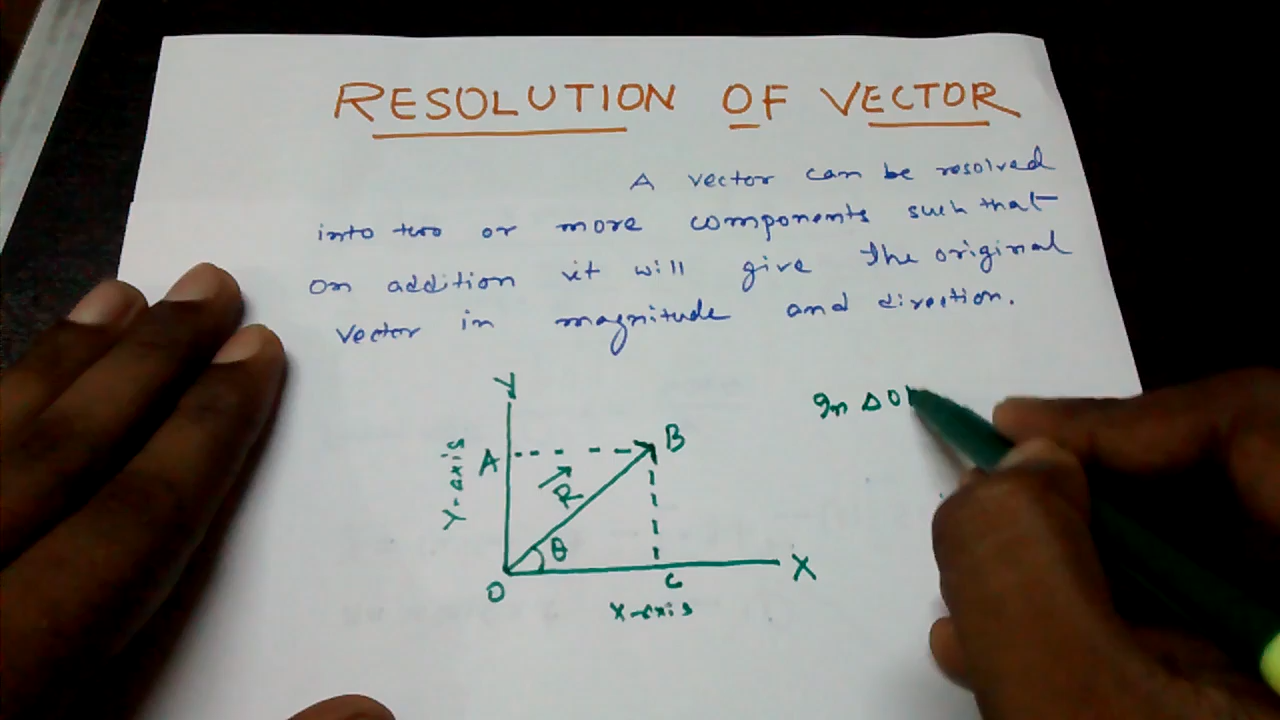 RESOLUTION OF VECTOR
A vector can be resolved
into two or more components such that
on addition it will give the original
vector in magnitude and direction.
Y
Y-axis
A
B
R
θ
O
C
X
X-axis
In Δ O